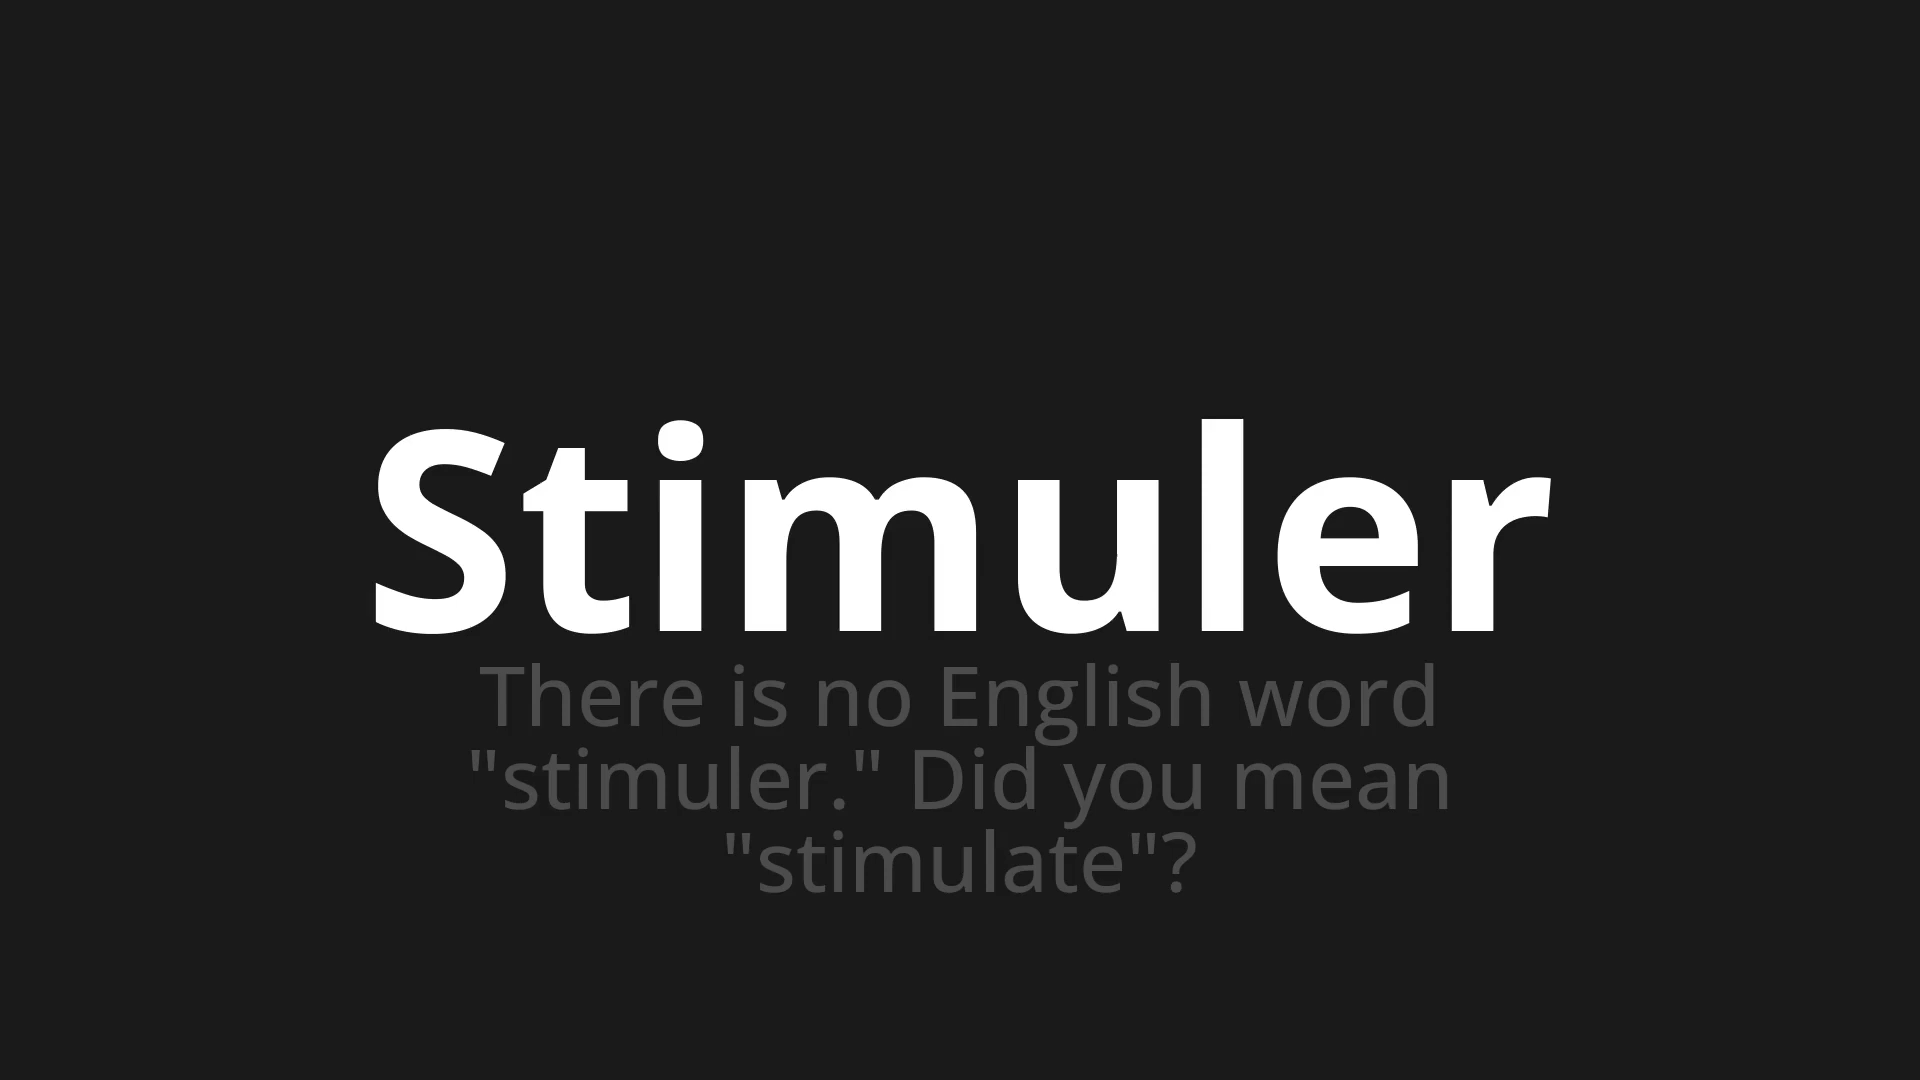 Stimuler
There is no English word
"stimuler." Did you mean
"stimulate"?